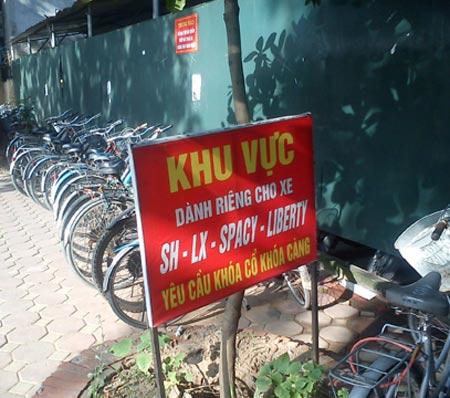 KHU VỰC
DÀNH RIÊNG CHO XE
SH - LX - SPACY - LIBERTY
YÊU CẦU KHÓA CỔ KHÓA CÀNG